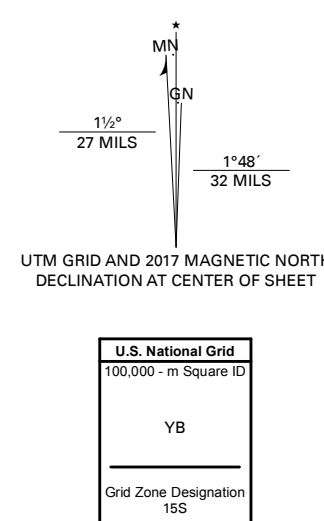 ★
MN
GN
1½°
27 MILS
1°48´
32 MILS
UTM GRID AND 2017 MAGNETIC NORTH
DECLINATION AT CENTER OF SHEET
U.S. National Grid
100,000 - m Square ID
YB
Grid Zone Designation
15S